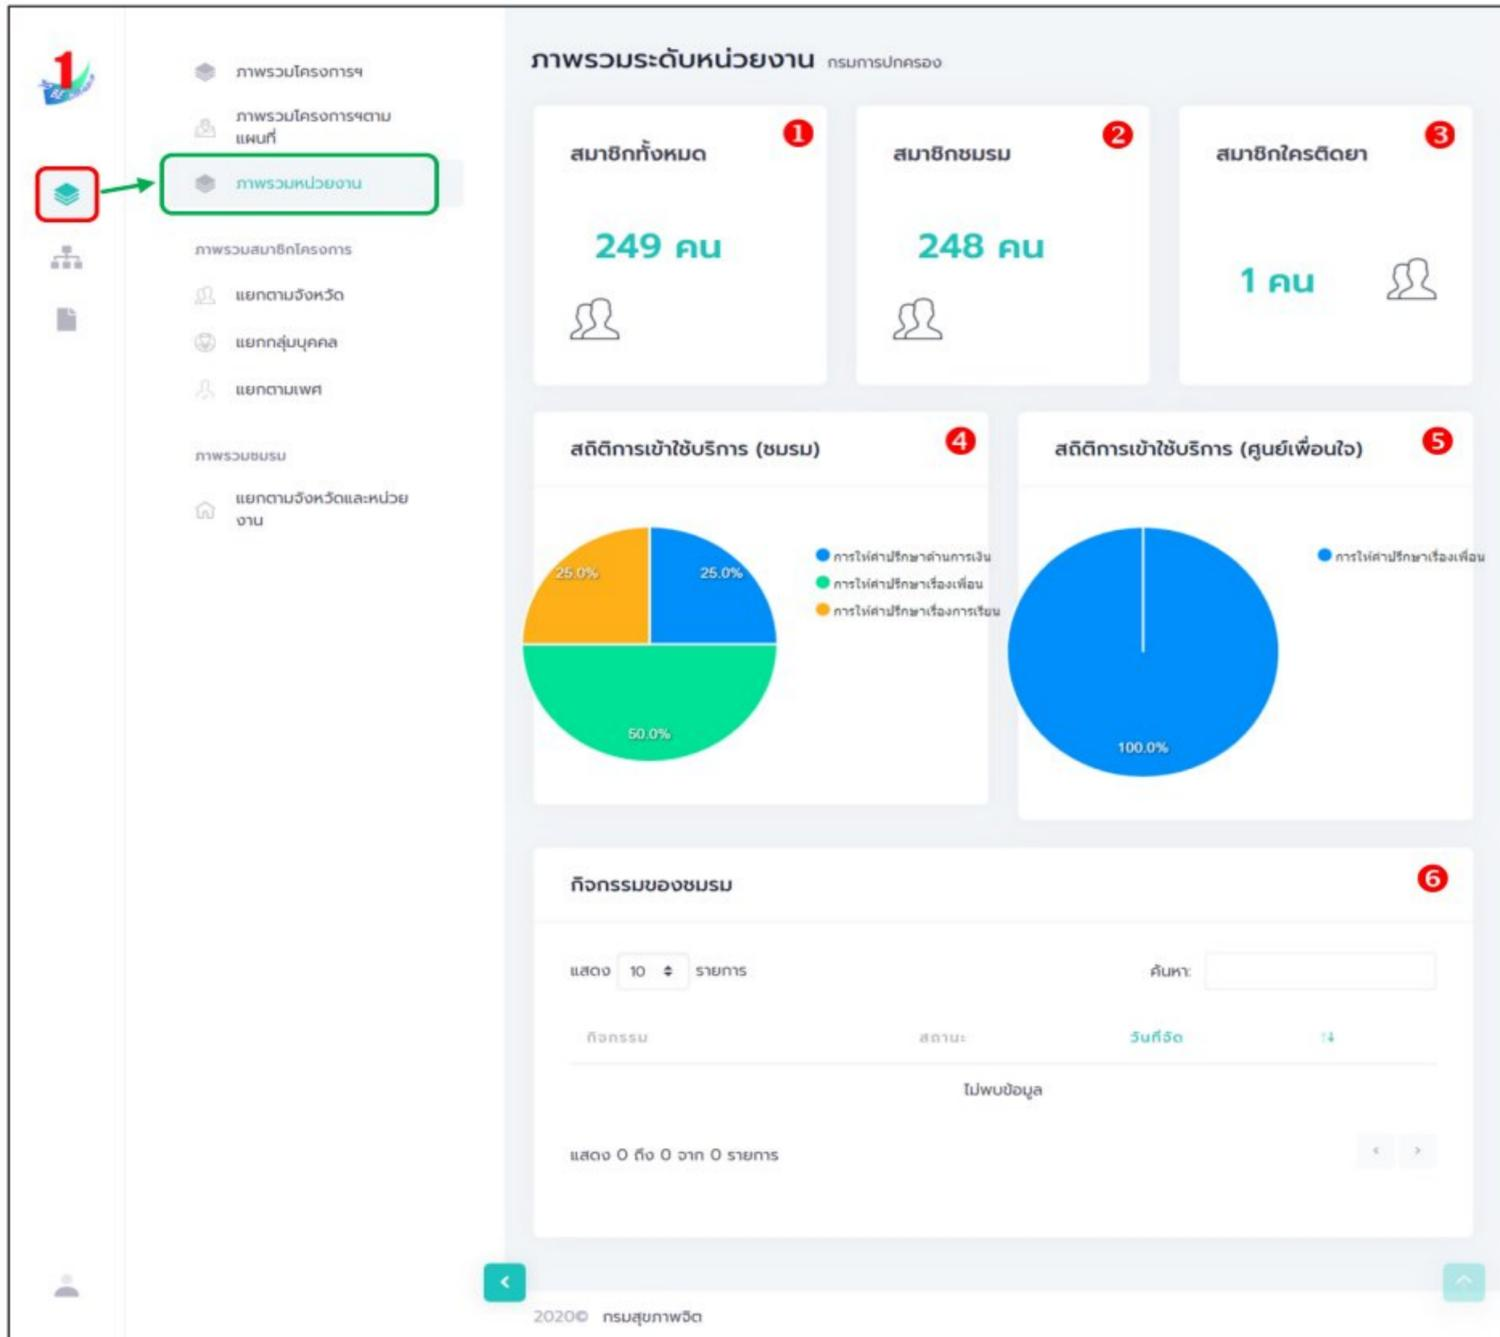 1
ภาพรวมโครงการฯ
ภาพรวมโครงการฯตาม
แผนที่
ภาพรวมหน่วยงาน
ภาพรวมสมาชิกโครงการ
แยกตามจังหวัด
แยกกลุ่มบุคคล
แยกตามเพศ
ภาพรวมชมรม
แยกตามจังหวัดและหน่วย
งาน
ภาพรวมระดับหน่วยงาน กรมการปกครอง
สมาชิกทั้งหมด 1
249 คน
สมาชิกชมรม 2
248 คน
สมาชิกใครติดยา 3
1 คน
สถิติการเข้าใช้บริการ (ชมรม) 4
25.0% 25.0%
50.0%
การให้คำปรึกษาด้านการเงิน
การให้คำปรึกษาเรื่องเพื่อน
การให้คำปรึกษาเรื่องการเรียน
สถิติการเข้าใช้บริการ (ศูนย์เพื่อนใจ) 5
100.0%
การให้คำปรึกษาเรื่องเพื่อน
กิจกรรมของชมรม 6
แสดง 10 รายการ ค้นหา:
กิจกรรม สถานะ วันที่จัด
ไม่พบข้อมูล
แสดง 0 ถึง 0 จาก 0 รายการ
2020© กรมสุขภาพจิต